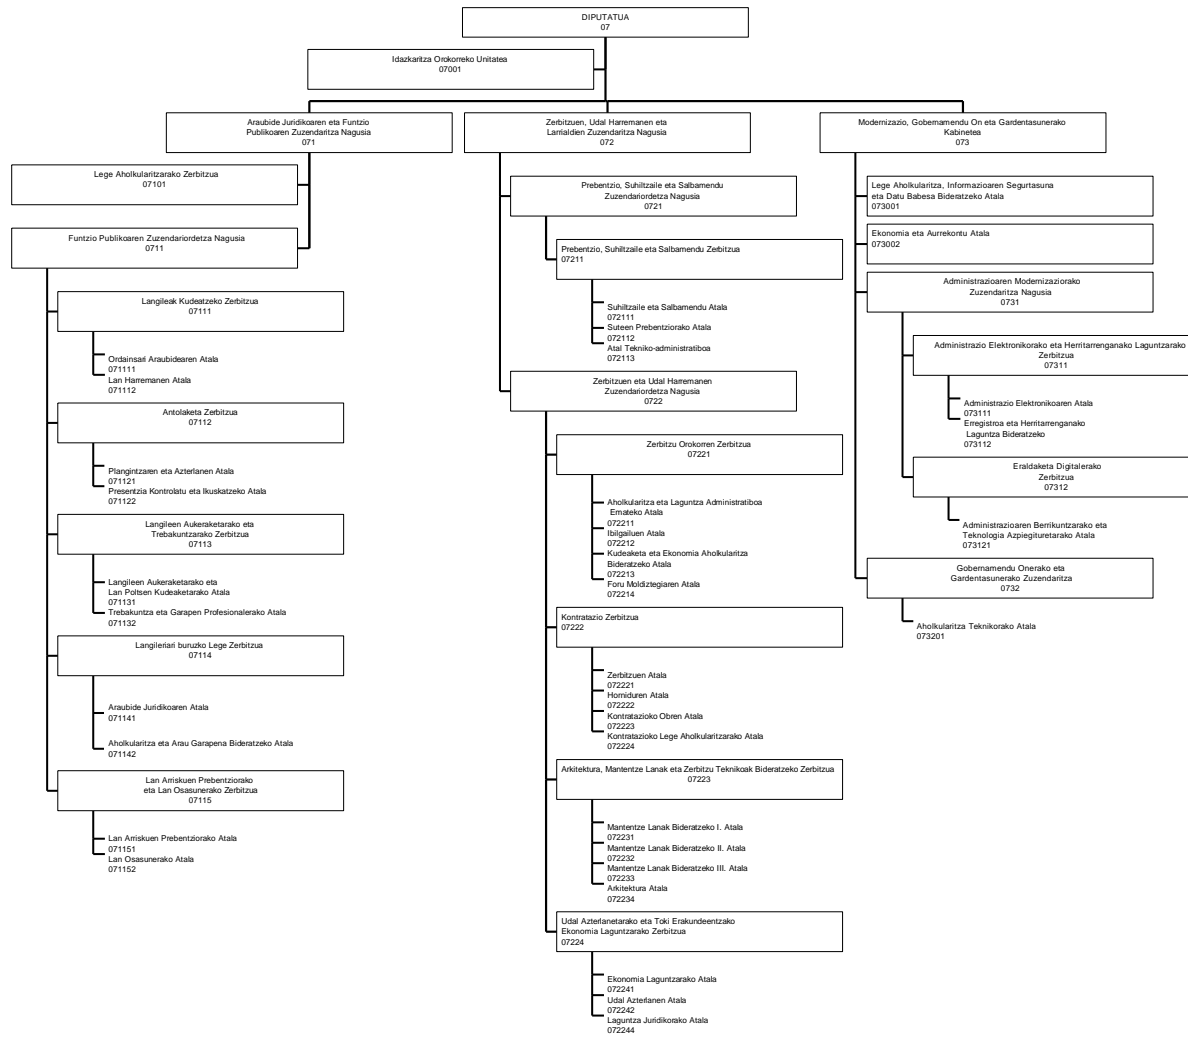 DIPUTATUA
07
Idazkaritza Orokorreko Unitatea
07001
Araubide Juridikoaren eta Funtzio
Publikoaren Zuzendaritza Nagusia
071
Lege Aholkularitzarako Zerbitzua
07101
Funtzio Publikoaren Zuzendariordetza Nagusia
0711
Langileak Kudeatzeko Zerbitzua
07111
Ordainsari Araubidearen Atala
071111
Lan Harremanen Atala
071112
Antolaketa Zerbitzua
07112
Plangintzaren eta Azterlanen Atala
071121
Presentzia Kontrolatu eta Ikuskatzeko Atala
071122
Langileen Aukeraketarako eta
Trebakuntzarako Zerbitzua
07113
Langileen Aukeraketarako eta
Lan Poltsen Kudeaketarako Atala
071131
Trebakuntza eta Garapen Profesionalerako Atala
071132
Langileriari buruzko Lege Zerbitzua
07114
Araubide Juridikoaren Atala
071141
Aholkularitza eta Arau Garapena Bideratzeko Atala
071142
Lan Arriskuen Prebentziorako
eta Lan Osasunerako Zerbitzua
07115
Lan Arriskuen Prebentziorako Atala
071151
Lan Osasunerako Atala
071152
Zerbitzuen, Udal Harremanen eta
Larrialdien Zuzendaritza Nagusia
072
Prebentzio, Suhiltzaile eta Salbamendu
Zuzendariordetza Nagusia
0721
Prebentzio, Suhiltzaile eta Salbamendu Zerbitzua
07211
Suhiltzaile eta Salbamendu Atala
072111
Suteen Prebentziorako Atala
072112
Atal Tekniko-administratiboa
072113
Zerbitzuen eta Udal Harremanen
Zuzendariordetza Nagusia
0722
Zerbitzu Orokorren Zerbitzua
07221
Aholkularitza eta Laguntza Administratiboa
Emateko Atala
072211
Ibilgailuen Atala
072212
Kudeaketa eta Ekonomia Aholkularitza
Bideratzeko Atala
072213
Foru Moldiztegiaren Atala
072214
Kontratazio Zerbitzua
07222
Zerbitzuen Atala
072221
Horniduren Atala
072222
Kontratazioko Obren Atala
072223
Kontratazioko Lege Aholkularitzarako Atala
072224
Arkitektura, Mantentze Lanak eta Zerbitzu Teknikoak Bideratzeko Zerbitzua
07223
Mantentze Lanak Bideratzeko I. Atala
072231
Mantentze Lanak Bideratzeko II. Atala
072232
Mantentze Lanak Bideratzeko III. Atala
072233
Arkitektura Atala
072234
Udal Azterlanetarako eta Toki Erakundeentzako
Ekonomia Laguntzarako Zerbitzua
07224
Ekonomia Laguntzarako Atala
072241
Udal Azterlanen Atala
072242
Laguntza Juridikorako Atala
072244
Modernizazio, Gobernamendu On eta Gardentasunerako
Kabinetea
073
Lege Aholkularitza, Informazioaren Segurtasuna
eta Datu Babesa Bideratzeko Atala
073001
Ekonomia eta Aurrekontu Atala
073002
Administrazioaren Modernizaziorako
Zuzendaritza Nagusia
0731
Administrazio Elektronikorako eta Herritarrenganako Laguntzarako
Zerbitzua
07311
Administrazio Elektronikoaren Atala
073111
Erregistroa eta Herritarrenganako
Laguntza Bideratzeko
073112
Eraldaketa Digitalerako
Zerbitzua
07312
Administrazioaren Berrikuntzarako eta
Teknologia Azpiegituretarako Atala
073121
Gobernamendu Onerako eta
Gardentasunerako Zuzendaritza
0732
Aholkularitza Teknikorako Atala
073201